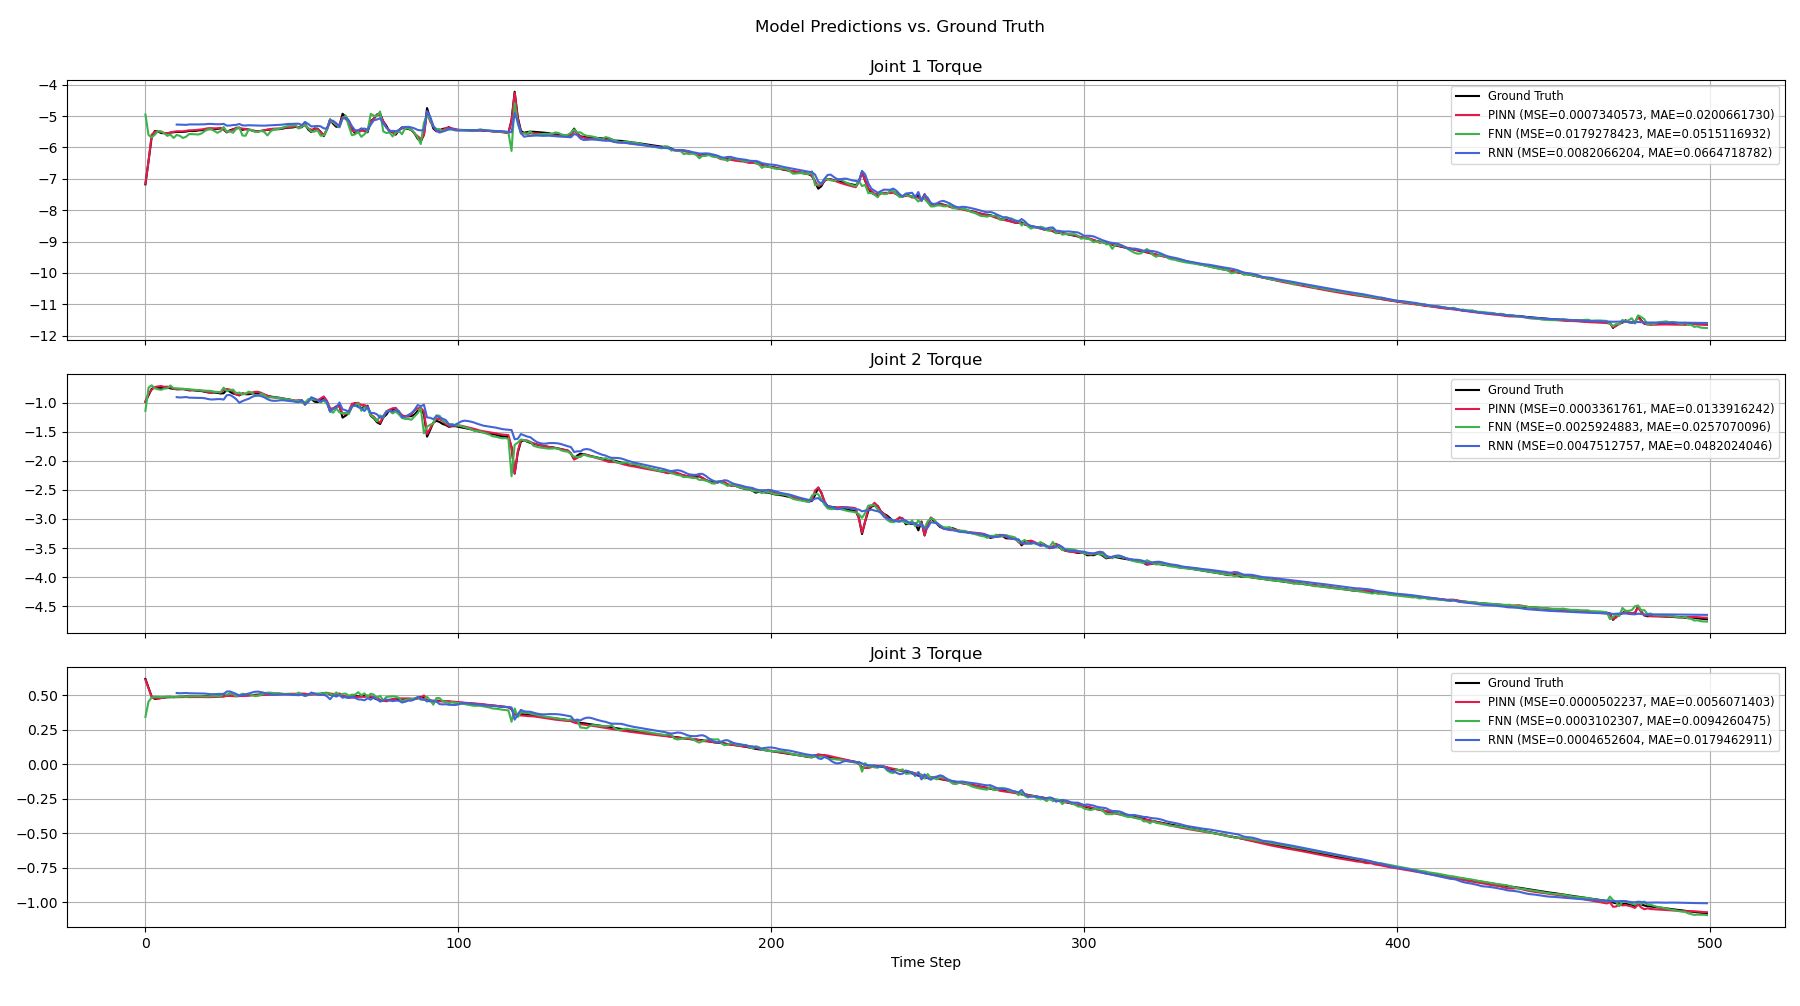 Model Predictions vs. Ground Truth
Joint 1 Torque
−4
−5
−6
−7
−8
−9
−10
−11
−12
Ground Truth
PINN (MSE=0.0007340573, MAE=0.0200661730)
FNN (MSE=0.0179278423, MAE=0.0515116932)
RNN (MSE=0.0082066204, MAE=0.0664718782)
Joint 2 Torque
−1.0
−1.5
−2.0
−2.5
−3.0
−3.5
−4.0
−4.5
Ground Truth
PINN (MSE=0.0003361761, MAE=0.0133916242)
FNN (MSE=0.0025924883, MAE=0.0257070096)
RNN (MSE=0.0047512757, MAE=0.0482024046)
Joint 3 Torque
0.50
0.25
0.00
−0.25
−0.50
−0.75
−1.00
Ground Truth
PINN (MSE=0.0000502237, MAE=0.0056071403)
FNN (MSE=0.0003102307, MAE=0.0094260475)
RNN (MSE=0.0004652604, MAE=0.0179462911)
0 100 200 300 400 500
Time Step